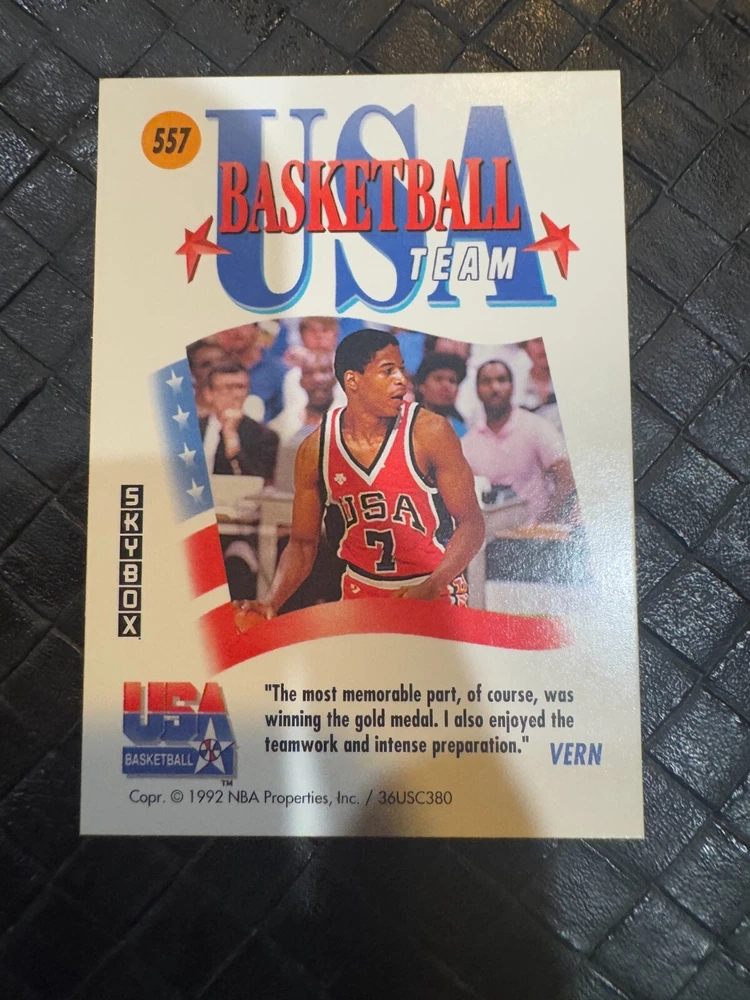 557
USA
BASKETBALL
TEAM
USA
7
SKYBOX
USA
BASKETBALL
TM
"The most memorable part, of course, was
winning the gold medal. I also enjoyed the
teamwork and intense preparation."
VERN
Copr. © 1992 NBA Properties, Inc. / 36USC380